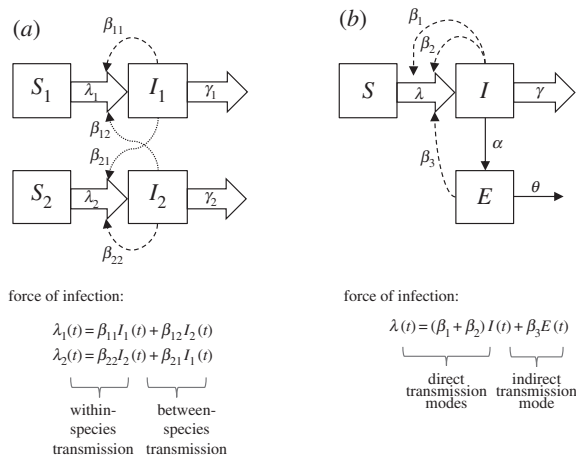 (a)
β₁₁
S₁
λ₁
I₁
γ₁
β₁₂
β₂₁
S₂
λ₂
I₂
γ₂
β₂₂
force of infection:
λ₁(t) = β₁₁I₁(t) + β₁₂I₂(t)
λ₂(t) = β₂₂I₂(t) + β₂₁I₁(t)
within-
species
transmission
between-
species
transmission
(b)
β₁
β₂
S
λ
I
γ
α
β₃
E
θ
force of infection:
λ(t) = (β₁ + β₂) I(t) + β₃E(t)
direct
transmission
modes
indirect
transmission
mode